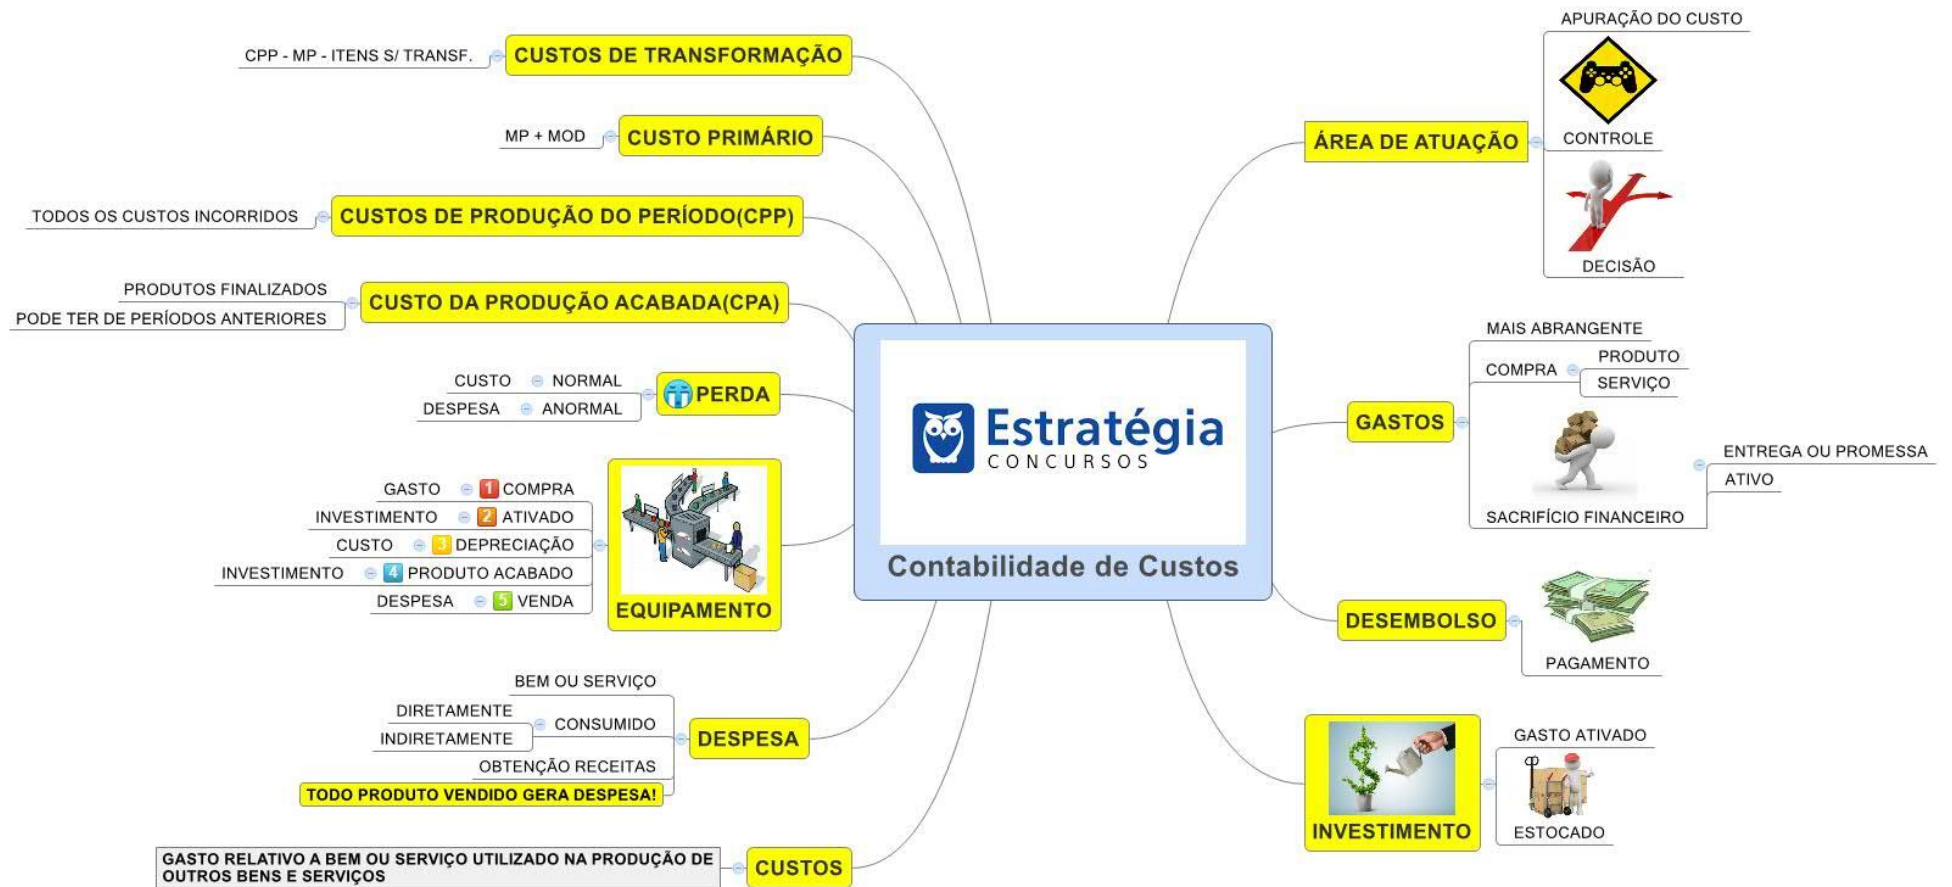 CUSTOS DE TRANSFORMAÇÃO
CPP - MP - ITENS S/ TRANSF.
CUSTO PRIMÁRIO
MP + MOD
CUSTOS DE PRODUÇÃO DO PERÍODO(CPP)
TODOS OS CUSTOS INCORRIDOS
CUSTO DA PRODUÇÃO ACABADA(CPA)
PRODUTOS FINALIZADOS
PODE TER DE PERÍODOS ANTERIORES
PERDA
CUSTO NORMAL
DESPESA ANORMAL
EQUIPAMENTO
GASTO 1 COMPRA
INVESTIMENTO 2 ATIVADO
CUSTO 3 DEPRECIAÇÃO
INVESTIMENTO 4 PRODUTO ACABADO
DESPESA 5 VENDA
DESPESA
BEM OU SERVIÇO
DIRETAMENTE
INDIRETAMENTE
CONSUMIDO
OBTENÇÃO RECEITAS
TODO PRODUTO VENDIDO GERA DESPESA!
CUSTOS
GASTO RELATIVO A BEM OU SERVIÇO UTILIZADO NA PRODUÇÃO DE
OUTROS BENS E SERVIÇOS
Estratégia
CONCURSOS
Contabilidade de Custos
ÁREA DE ATUAÇÃO
APURAÇÃO DO CUSTO
CONTROLE
DECISÃO
GASTOS
MAIS ABRANGENTE
COMPRA
PRODUTO
SERVIÇO
SACRIFÍCIO FINANCEIRO
ENTREGA OU PROMESSA
ATIVO
DESEMBOLSO
PAGAMENTO
INVESTIMENTO
GASTO ATIVADO
ESTOCADO